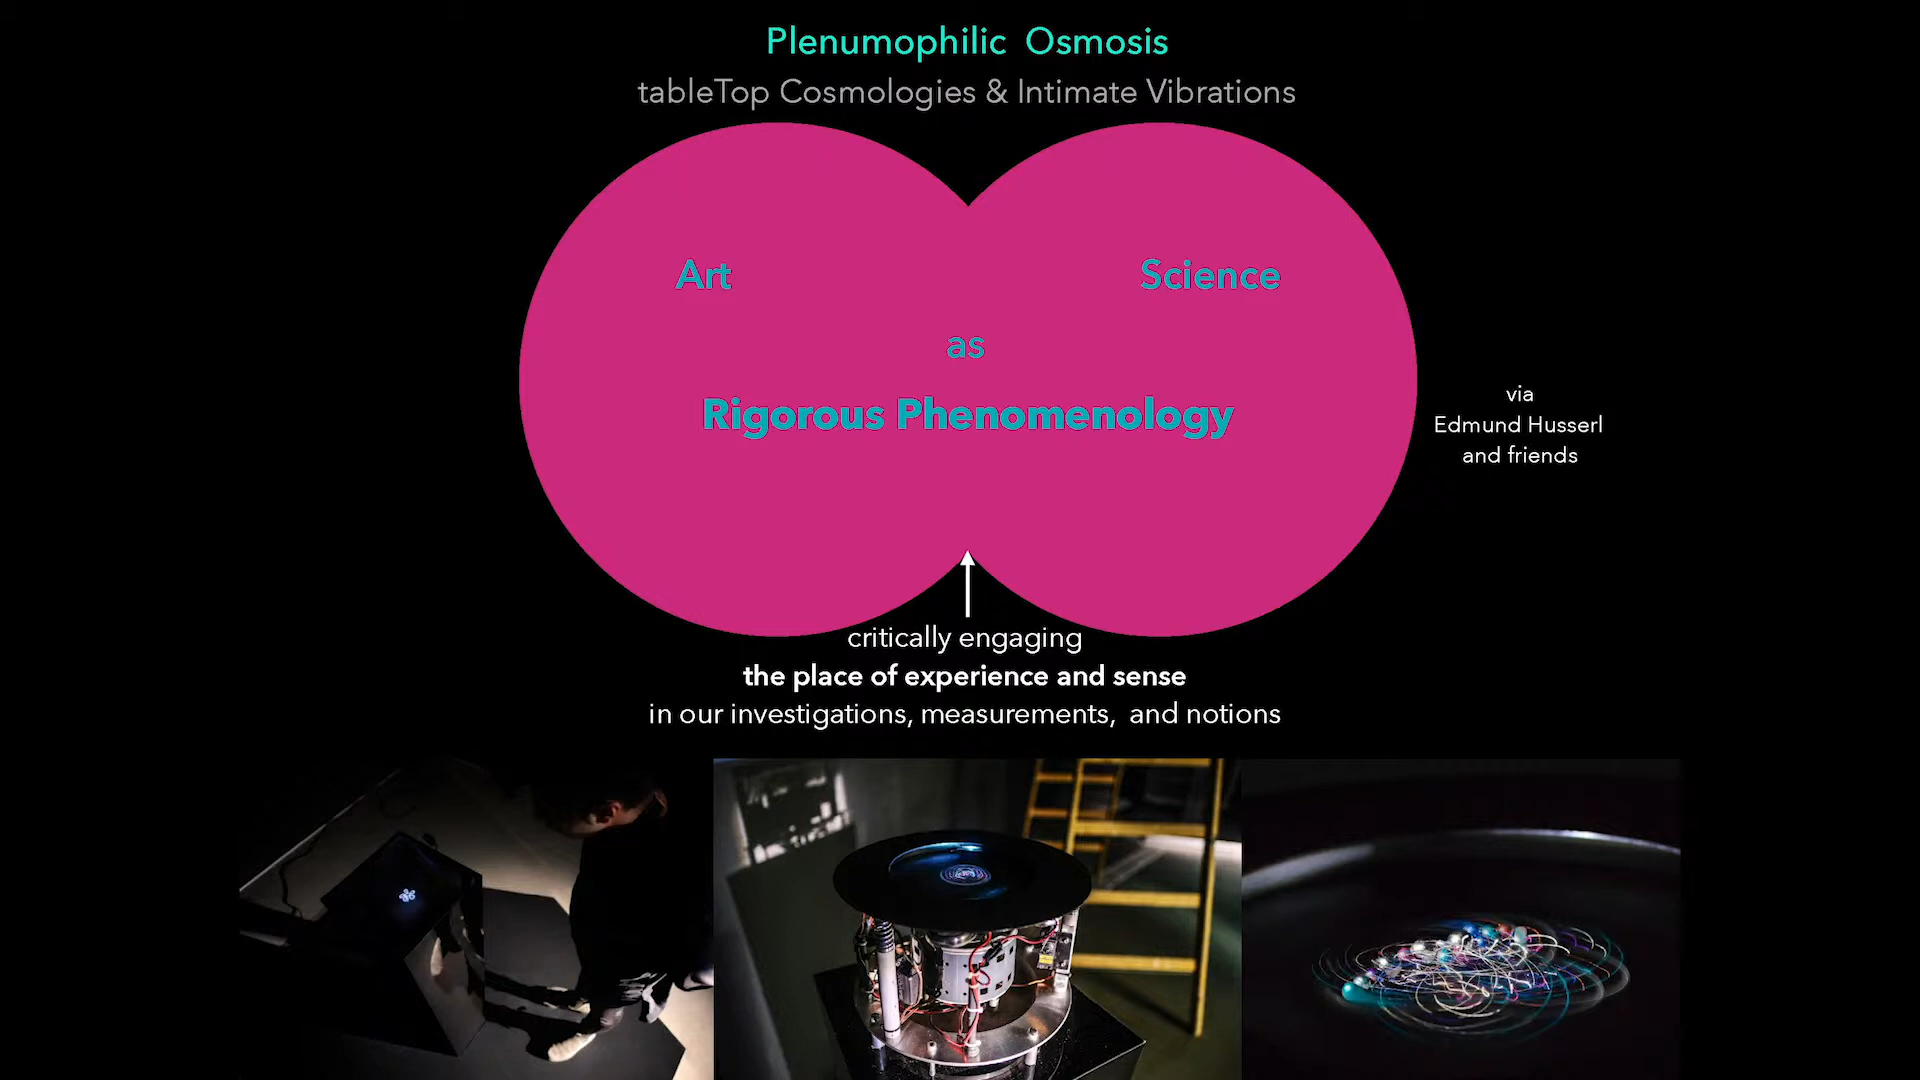 Plenumophilic Osmosis
tableTop Cosmologies & Intimate Vibrations
Art
Science
as
Rigorous Phenomenology
via
Edmund Husserl
and friends
critically engaging
the place of experience and sense
in our investigations, measurements, and notions